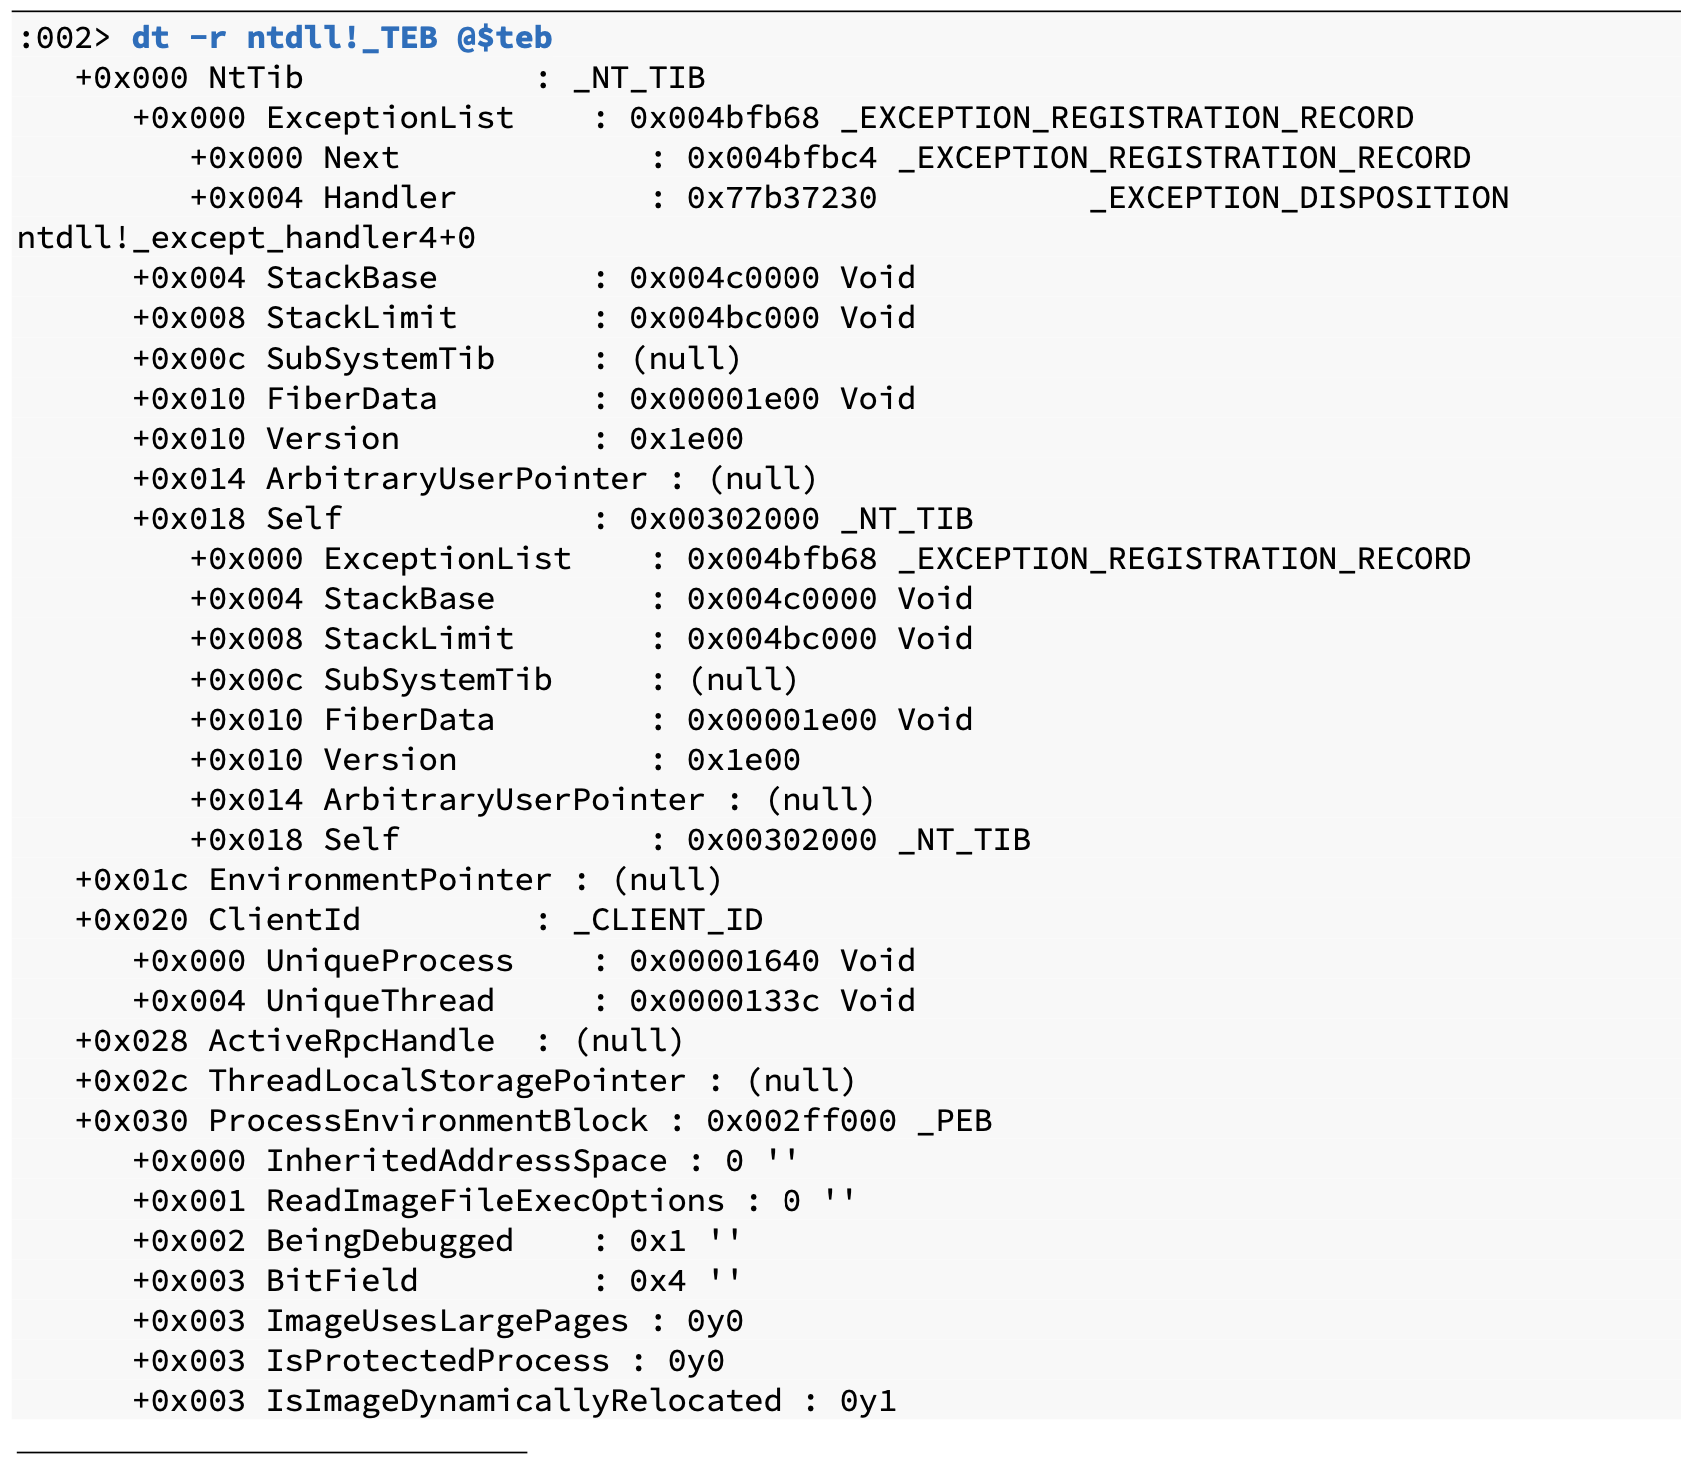 :002> dt -r ntdll!_TEB @$teb
   +0x000 NtTib            : _NT_TIB
      +0x000 ExceptionList    : 0x004bfb68 _EXCEPTION_REGISTRATION_RECORD
         +0x000 Next             : 0x004bfbc4 _EXCEPTION_REGISTRATION_RECORD
         +0x004 Handler          : 0x77b37230           _EXCEPTION_DISPOSITION
ntdll!_except_handler4+0
      +0x004 StackBase        : 0x004c0000 Void
      +0x008 StackLimit       : 0x004bc000 Void
      +0x00c SubSystemTib     : (null)
      +0x010 FiberData        : 0x00001e00 Void
      +0x010 Version          : 0x1e00
      +0x014 ArbitraryUserPointer : (null)
      +0x018 Self             : 0x00302000 _NT_TIB
         +0x000 ExceptionList    : 0x004bfb68 _EXCEPTION_REGISTRATION_RECORD
         +0x004 StackBase        : 0x004c0000 Void
         +0x008 StackLimit       : 0x004bc000 Void
         +0x00c SubSystemTib     : (null)
         +0x010 FiberData        : 0x00001e00 Void
         +0x010 Version          : 0x1e00
         +0x014 ArbitraryUserPointer : (null)
         +0x018 Self             : 0x00302000 _NT_TIB
   +0x01c EnvironmentPointer : (null)
   +0x020 ClientId         : _CLIENT_ID
      +0x000 UniqueProcess    : 0x00001640 Void
      +0x004 UniqueThread     : 0x0000133c Void
   +0x028 ActiveRpcHandle  : (null)
   +0x02c ThreadLocalStoragePointer : (null)
   +0x030 ProcessEnvironmentBlock : 0x002ff000 _PEB
      +0x000 InheritedAddressSpace : 0 ''
      +0x001 ReadImageFileExecOptions : 0 ''
      +0x002 BeingDebugged    : 0x1 ''
      +0x003 BitField         : 0x4 ''
      +0x003 ImageUsesLargePages : 0y0
      +0x003 IsProtectedProcess : 0y0
      +0x003 IsImageDynamicallyRelocated : 0y1